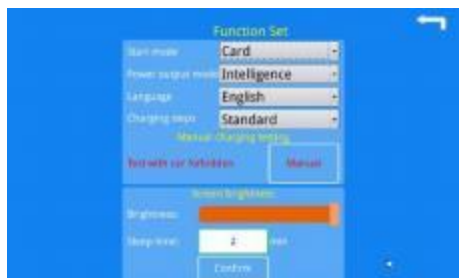 Function Set
Start mode Card
Power output mode Intelligence
Language English
Charging steps Standard
Manual charging setting
Test with car forbidden Manual
Screen brightness
Brightness:
Sleep time: 2 min
Confirm